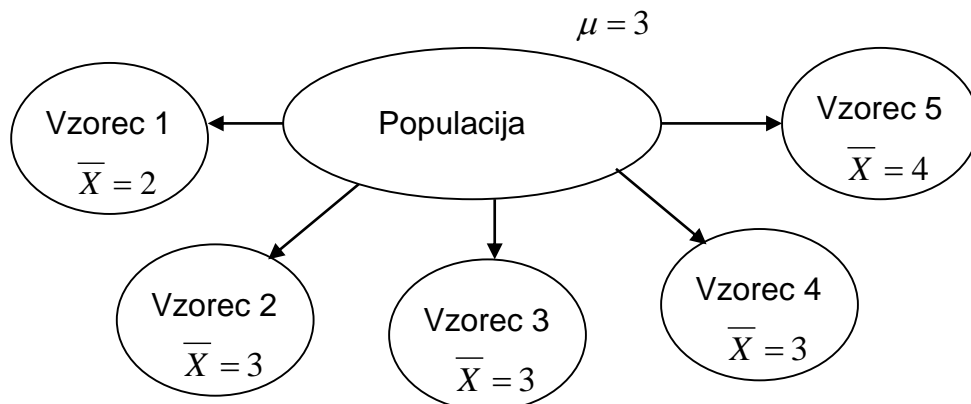 μ = 3
Populacija
Vzorec 1
X̅ = 2
Vzorec 2
X̅ = 3
Vzorec 3
X̅ = 3
Vzorec 4
X̅ = 3
Vzorec 5
X̅ = 4